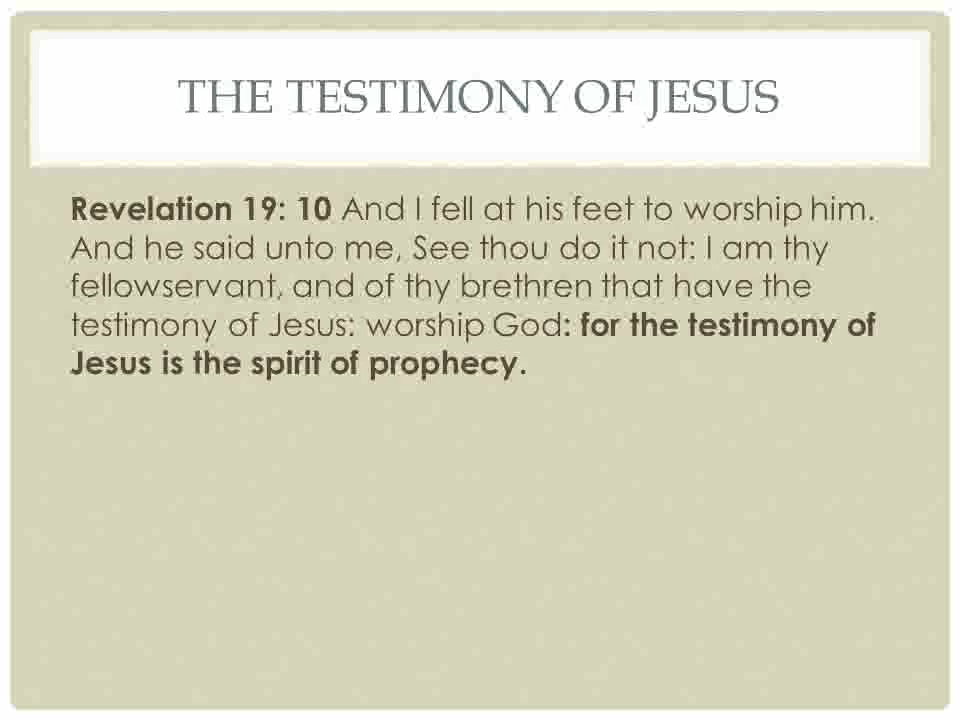 THE TESTIMONY OF JESUS
Revelation 19: 10 And I fell at his feet to worship him.
And he said unto me, See thou do it not: I am thy
fellowservant, and of thy brethren that have the
testimony of Jesus: worship God: for the testimony of
Jesus is the spirit of prophecy.